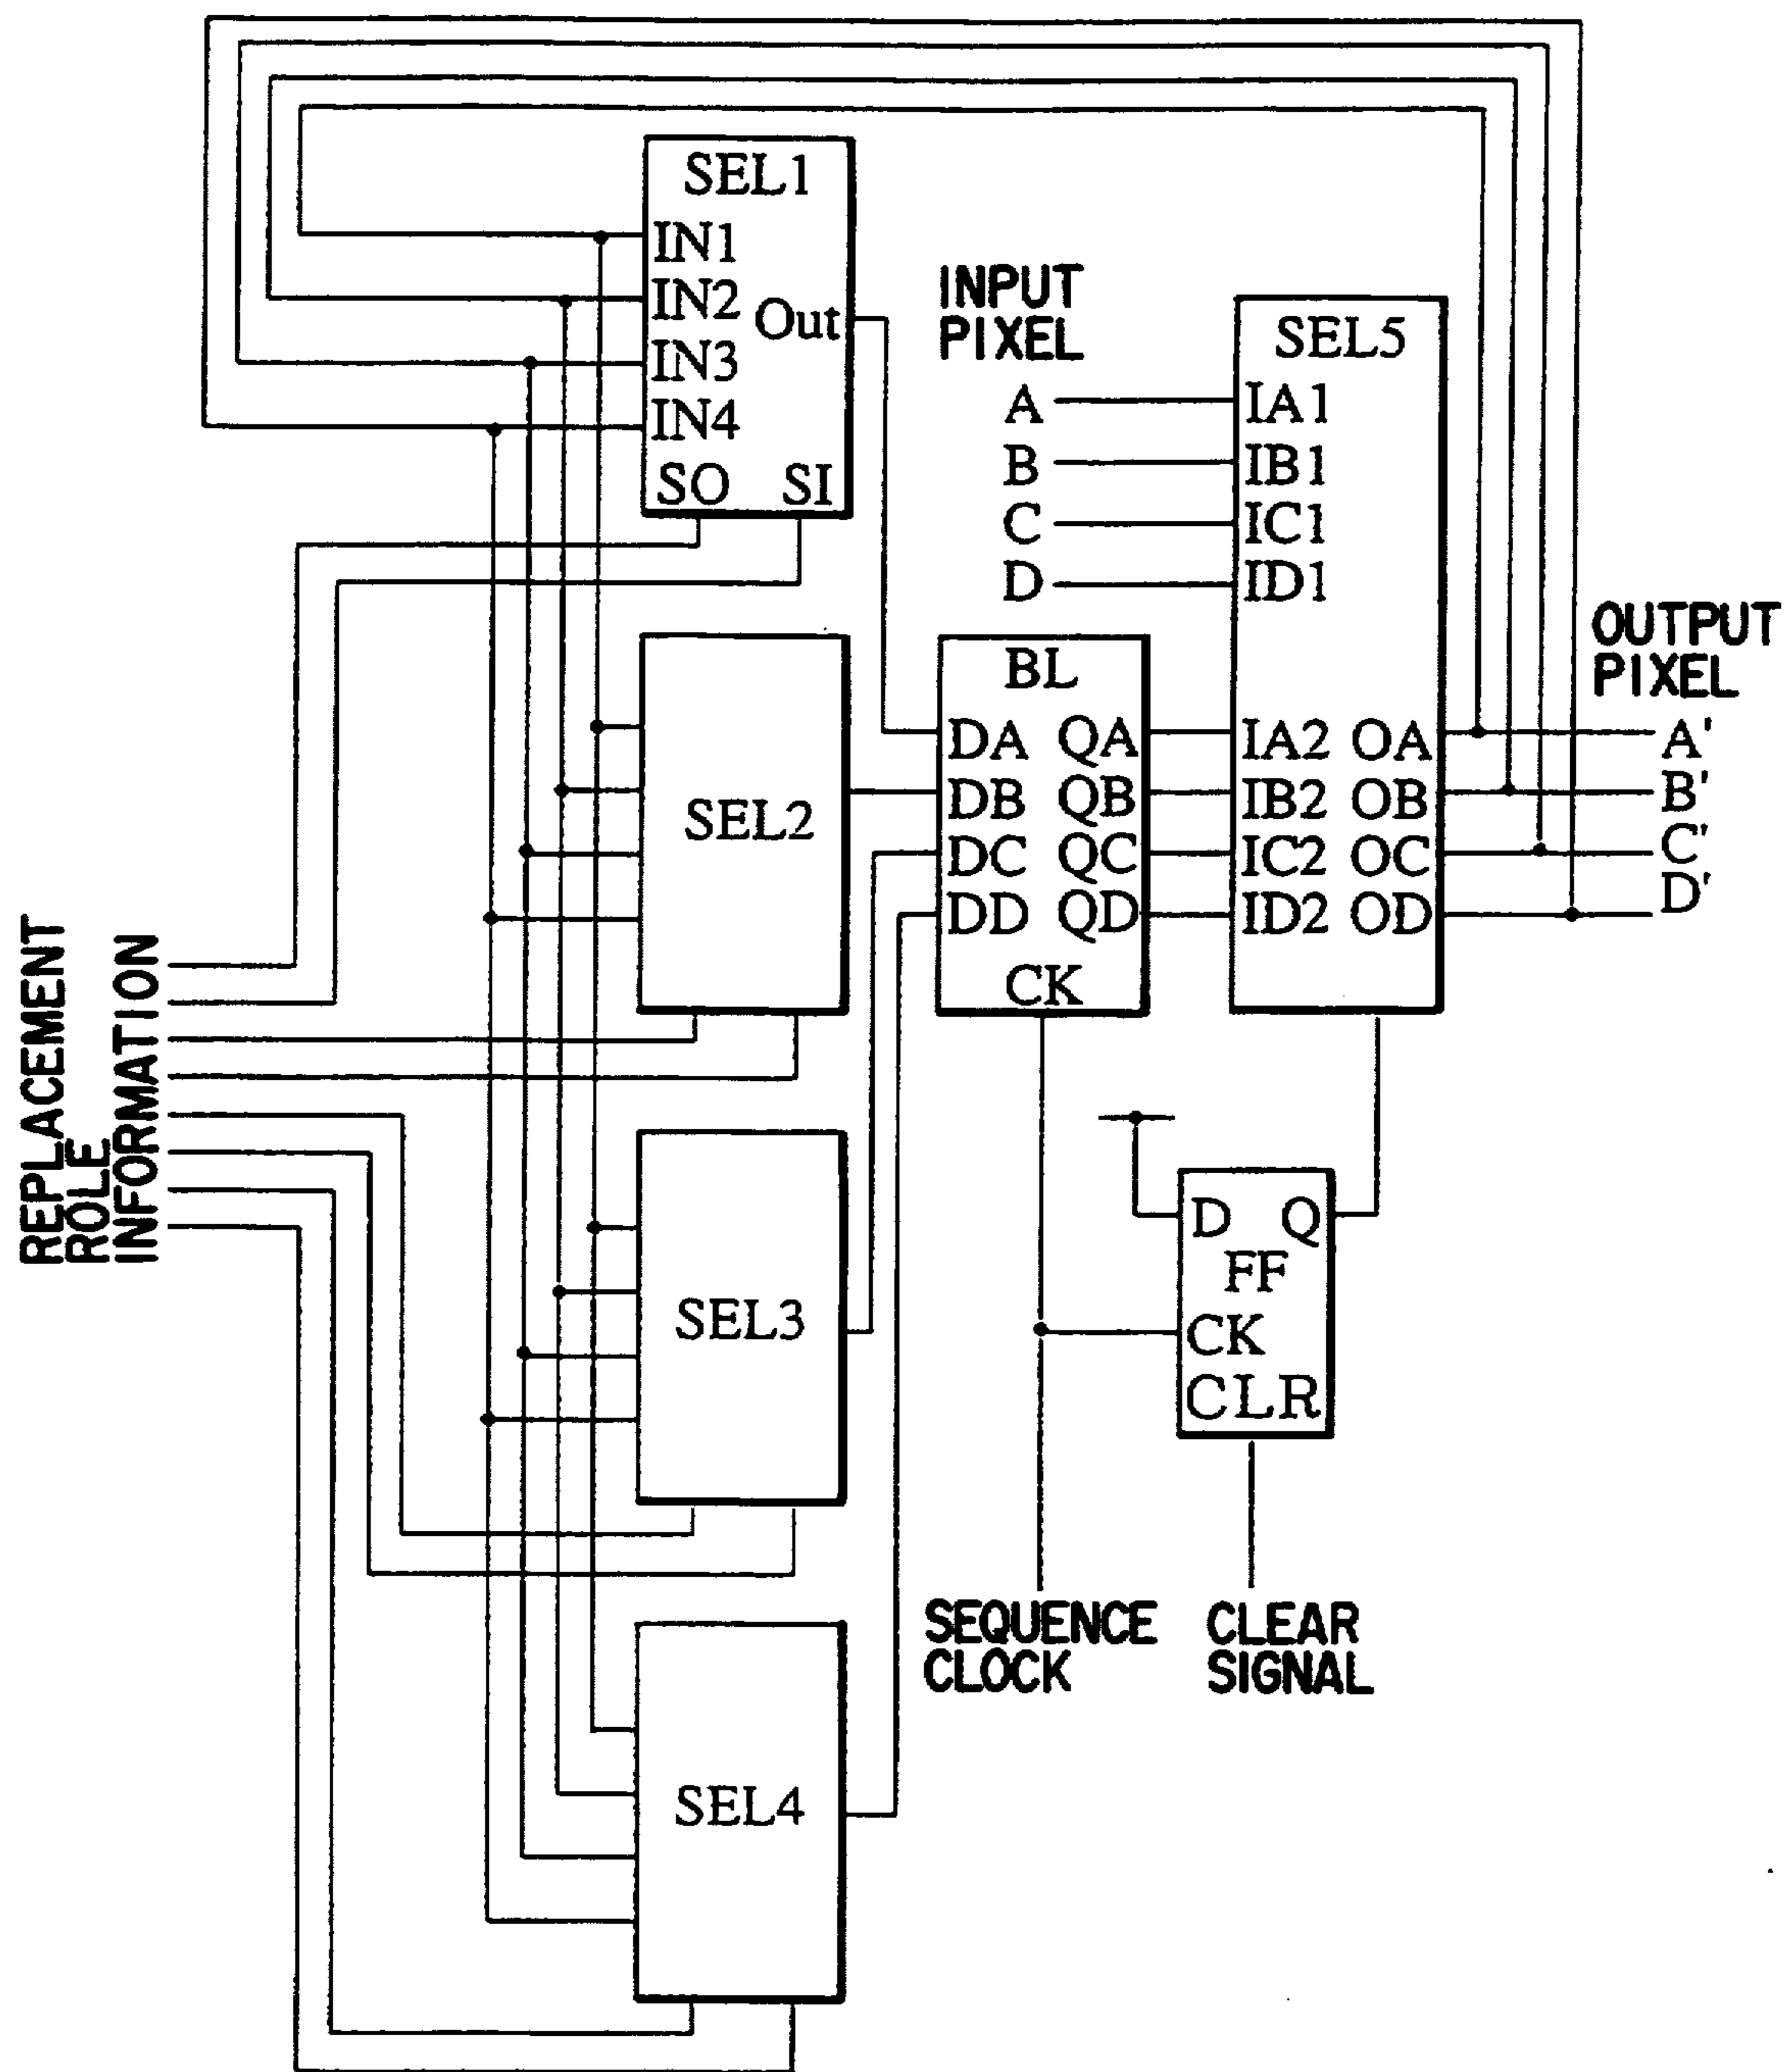 SEL1
IN1
IN2
Out
IN3
IN4
SO SI
INPUT
PIXEL
A
B
C
D
SEL5
IA1
IB1
IC1
ID1
IA2 OA
IB2 OB
IC2 OC
ID2 OD
OUTPUT
PIXEL
A'
B'
C'
D'
BL
DA QA
DB QB
DC QC
DD QD
CK
SEL2
REPLACEMENT
ROLE
INFORMATION
SEL3
D Q
FF
CK
CLR
SEQUENCE
CLOCK
CLEAR
SIGNAL
SEL4